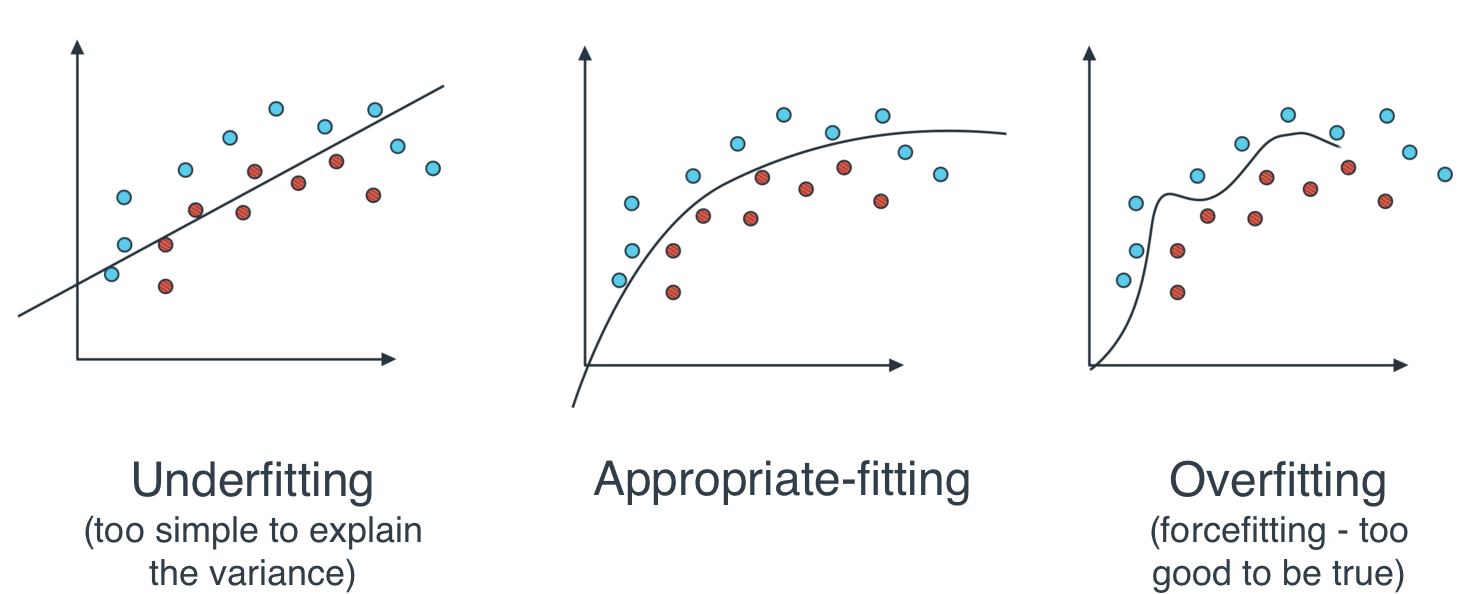 Underfitting
(too simple to explain
the variance)
Appropriate-fitting
Overfitting
(forcefitting - too
good to be true)